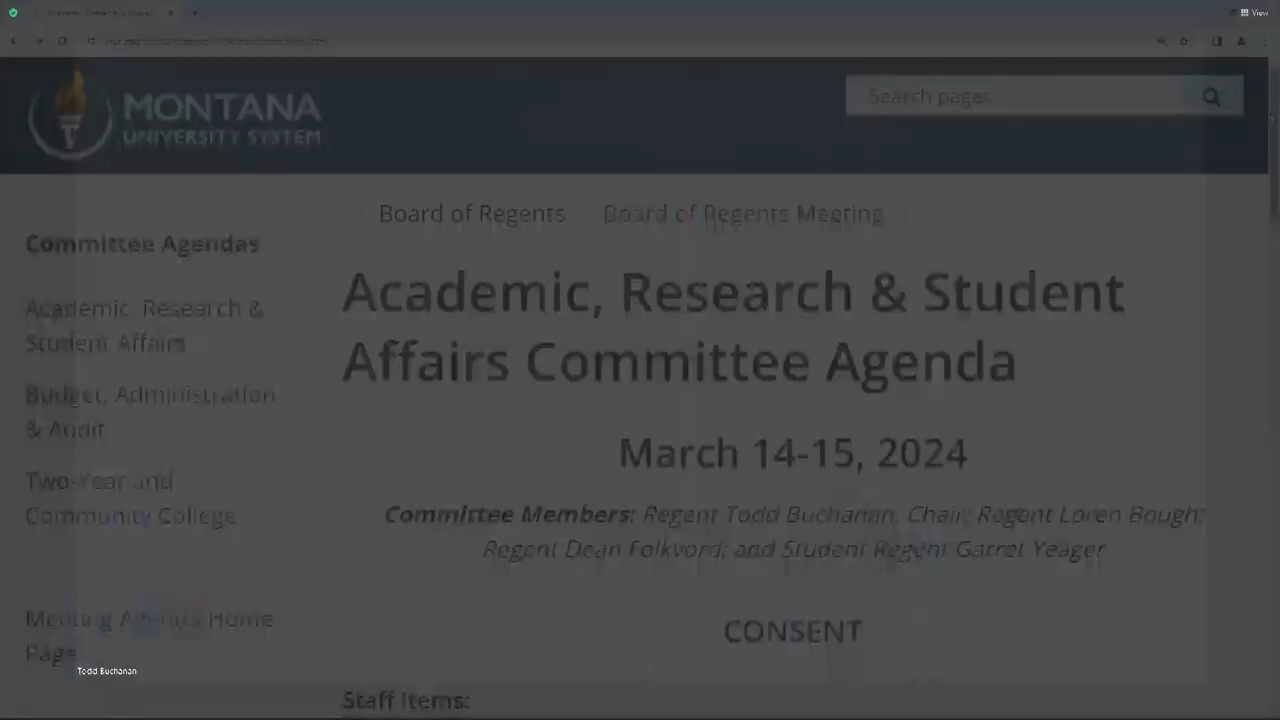 View
MONTANA
UNIVERSITY SYSTEM
Search pages
Board of Regents
Board of Regents Meeting
Committee Agendas
Academic, Research &
Student Affairs
Budget, Administration
& Audit
Two-Year and
Community College
Meeting Agenda Home
Page
Academic, Research & Student
Affairs Committee Agenda
March 14-15, 2024
Committee Members: Regent Todd Buchanan, Chair; Regent Loren Bough;
Regent Dean Folkvord; and Student Regent Garret Yeager
CONSENT
Staff Items:
Todd Buchanan